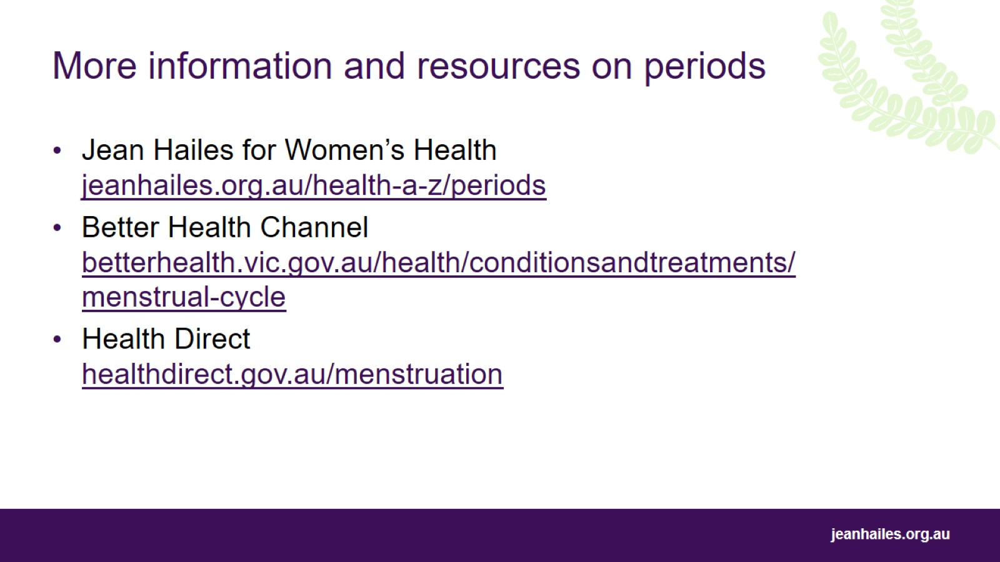 More information and resources on periods
• Jean Hailes for Women’s Health
jeanhailes.org.au/health-a-z/periods
• Better Health Channel
betterhealth.vic.gov.au/health/conditionsandtreatments/
menstrual-cycle
• Health Direct
healthdirect.gov.au/menstruation
jeanhailes.org.au